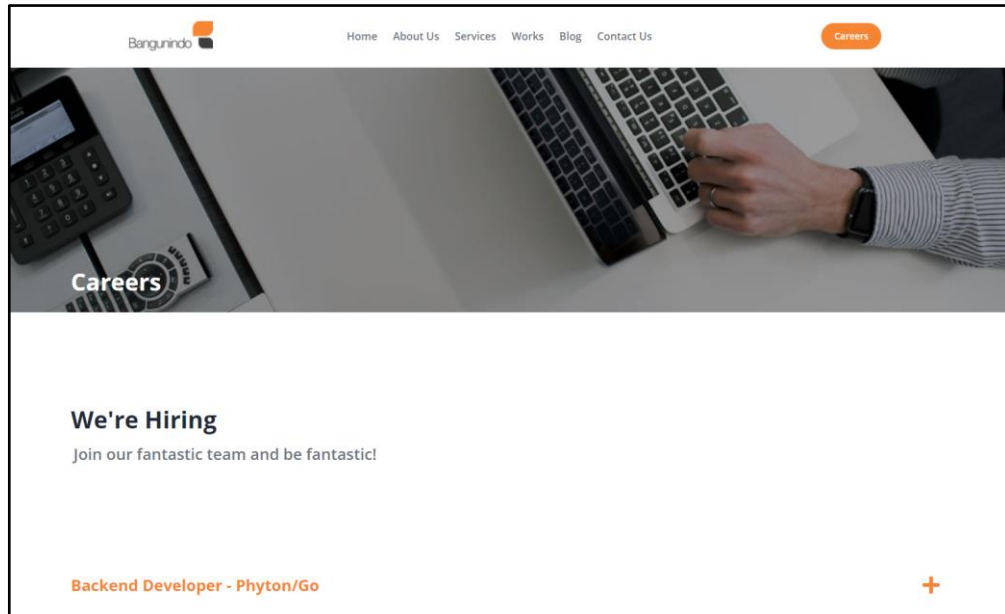 Bangunindo
Home About Us Services Works Blog Contact Us
Careers
Careers
We're Hiring
Join our fantastic team and be fantastic!
Backend Developer - Phyton/Go